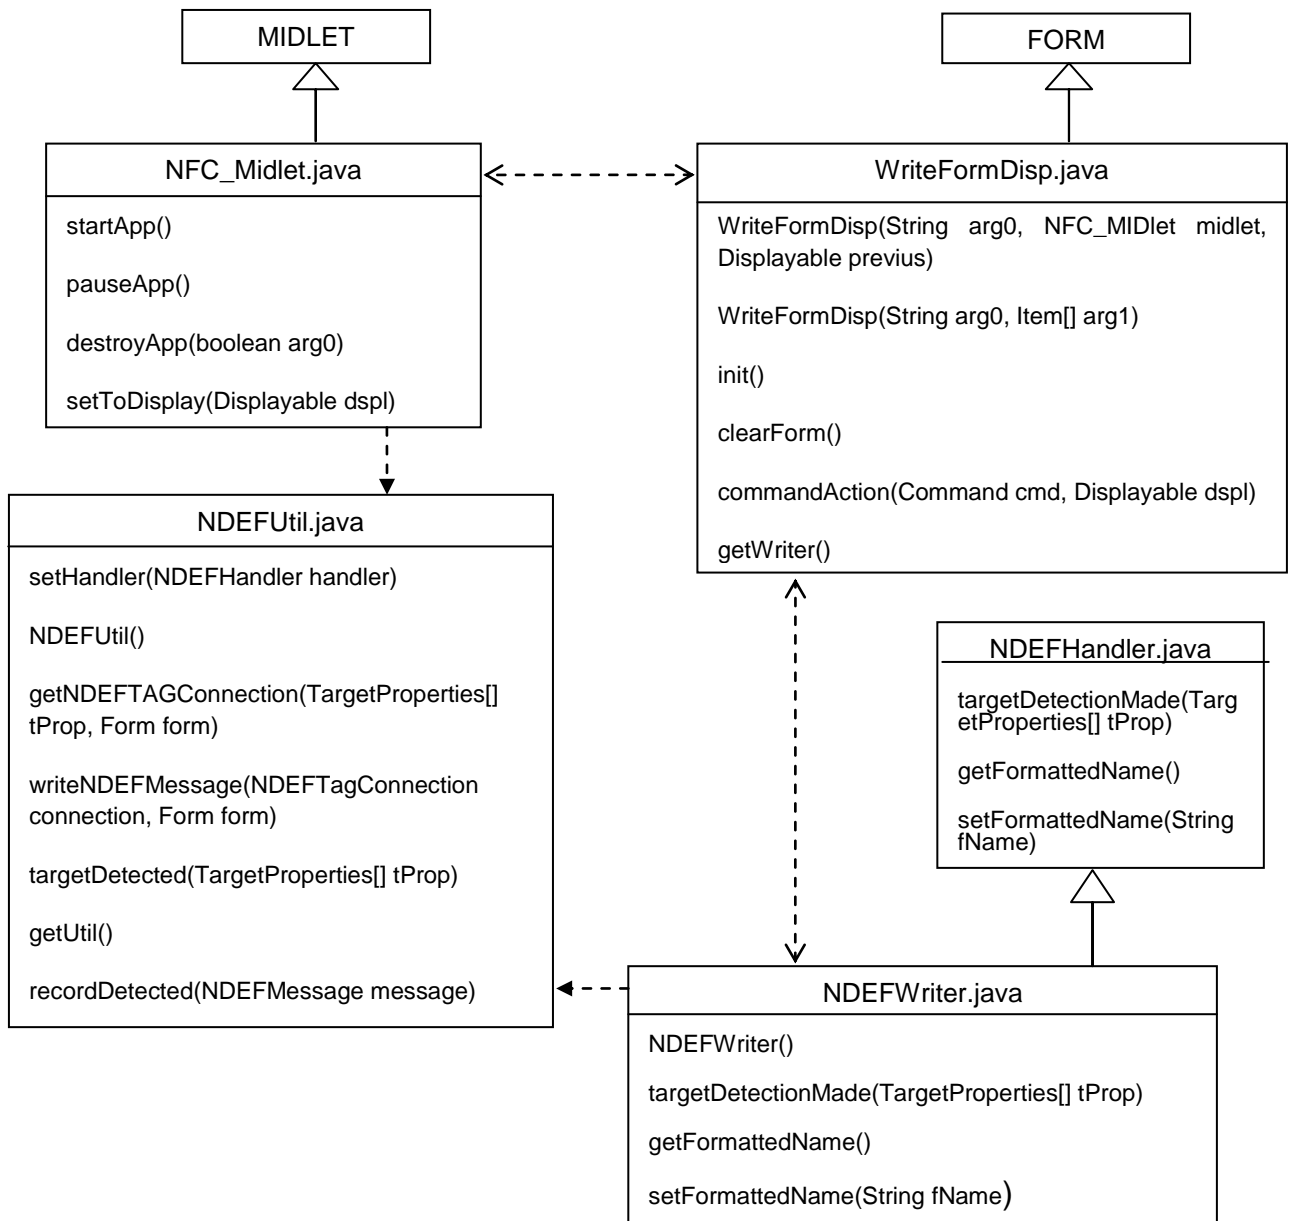 MIDLET
FORM
NFC_Midlet.java
startApp()
pauseApp()
destroyApp(boolean arg0)
setToDisplay(Displayable dspl)
WriteFormDisp.java
WriteFormDisp(String arg0, NFC_MIDlet midlet,
Displayable previus)
WriteFormDisp(String arg0, Item[] arg1)
init()
clearForm()
commandAction(Command cmd, Displayable dspl)
getWriter()
NDEFUtil.java
setHandler(NDEFHandler handler)
NDEFUtil()
getNDEFTAGConnection(TargetProperties[]
tProp, Form form)
writeNDEFMessage(NDEFTagConnection
connection, Form form)
targetDetected(TargetProperties[] tProp)
getUtil()
recordDetected(NDEFMessage message)
NDEFHandler.java
targetDetectionMade(Targ
etProperties[] tProp)
getFormattedName()
setFormattedName(String
fName)
NDEFWriter.java
NDEFWriter()
targetDetectionMade(TargetProperties[] tProp)
getFormattedName()
setFormattedName(String fName)